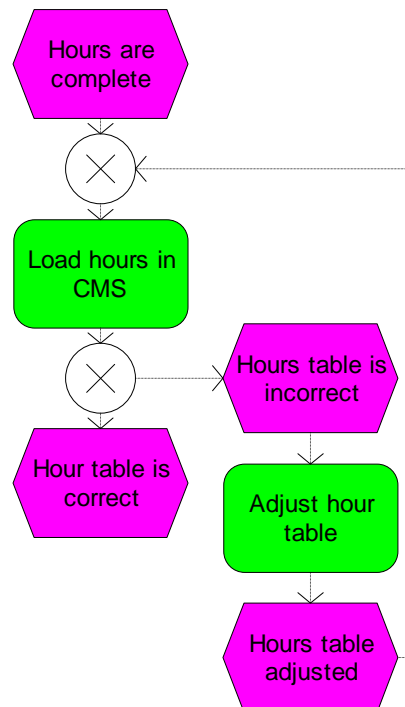 Hours are
complete
Load hours in
CMS
Hours table is
incorrect
Hour table is
correct
Adjust hour
table
Hours table
adjusted